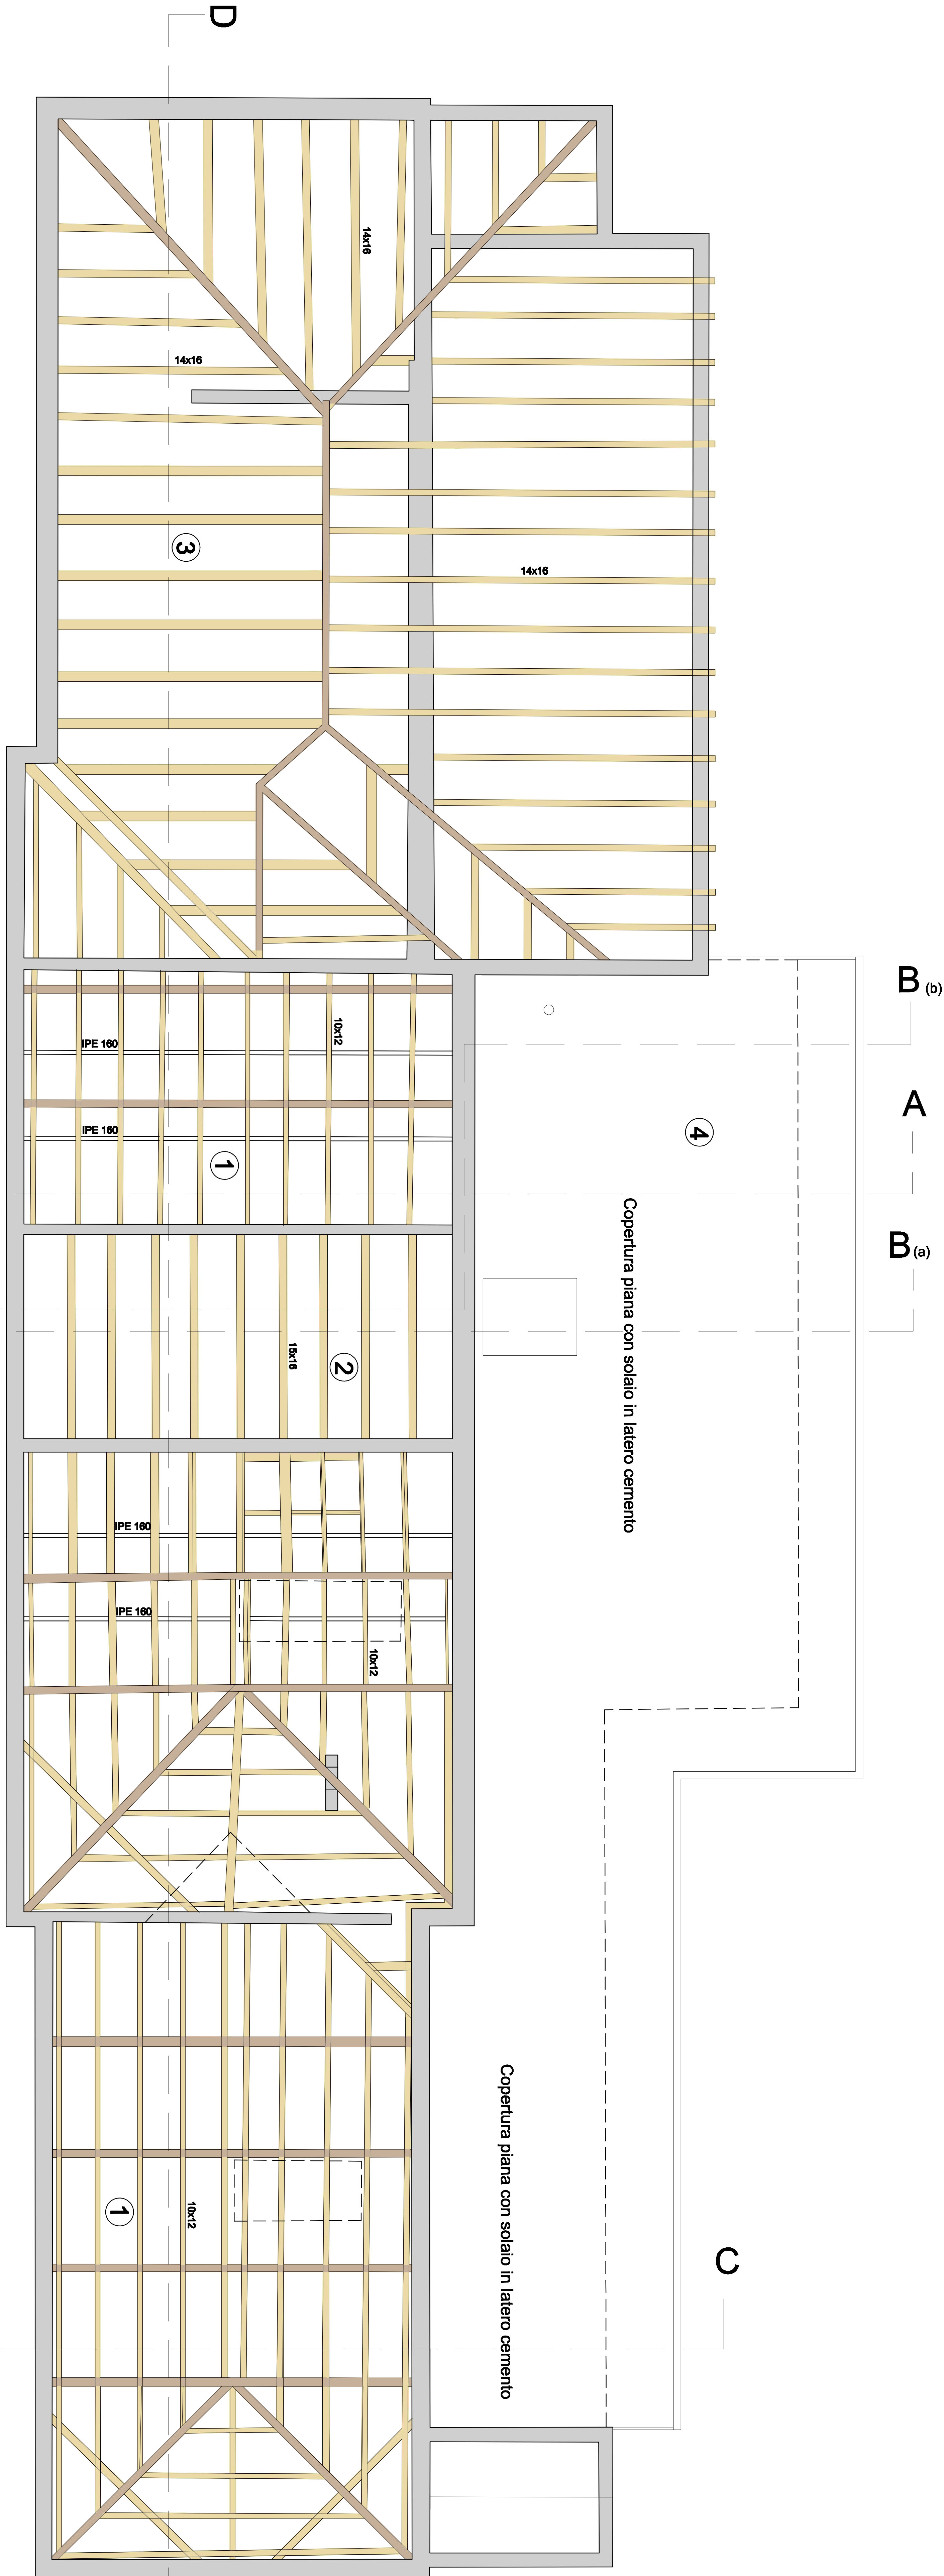 D
14x16
14x16
3
14x16
B (b)
10x12
IPE 160
A
IPE 160
4
1
B (a)
Copertura piana con solaio in latero cemento
15x16
2
IPE 160
IPE 160
10x12
Copertura piana con solaio in latero cemento
C
1
10x12